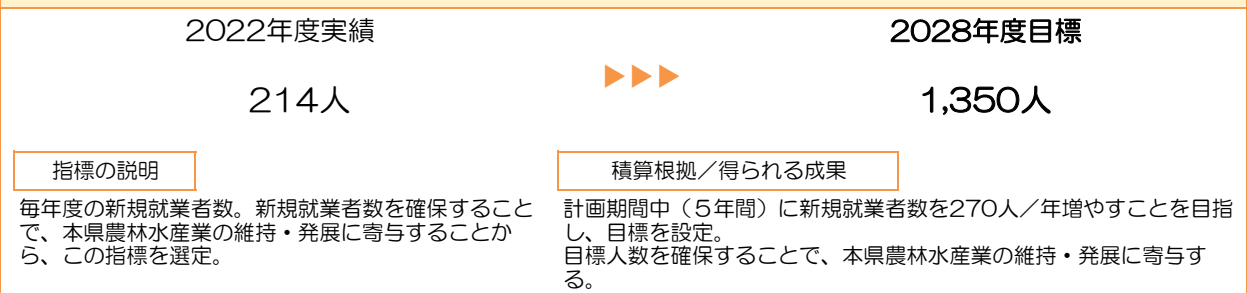 2022年度実績
2028年度目標
214人
▶▶▶
1,350人
指標の説明
毎年度の新規就業者数。新規就業者数を確保すること
で、本県農林水産業の維持・発展に寄与することか
ら、この指標を選定。
積算根拠／得られる成果
計画期間中（５年間）に新規就業者数を270人／年増やすことを目指
し、目標を設定。
目標人数を確保することで、本県農林水産業の維持・発展に寄与す
る。